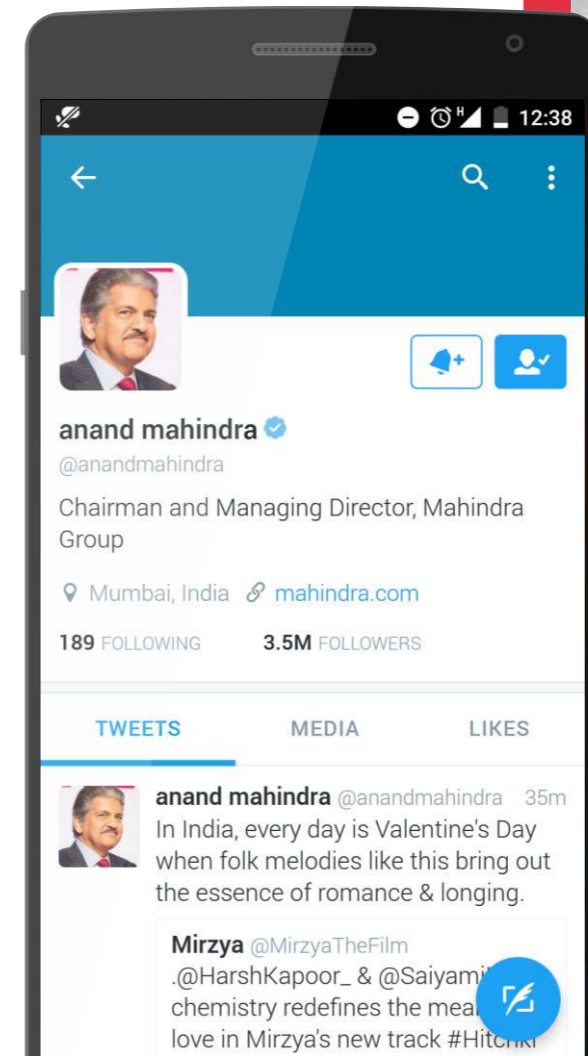 H 12:38
anand mahindra
@anandmahindra
Chairman and Managing Director, Mahindra
Group
Mumbai, India mahindra.com
189 FOLLOWING 3.5M FOLLOWERS
TWEETS MEDIA LIKES
anand mahindra @anandmahindra 35m
In India, every day is Valentine's Day
when folk melodies like this bring out
the essence of romance & longing.
Mirzya @MirzyaTheFilm
.@HarshKapoor_ &
chemistry redefines the
love in Mirzya's new track